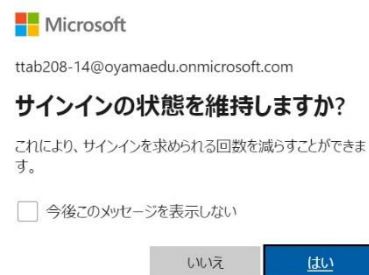 Microsoft
ttab208-14@oyamaedu.onmicrosoft.com
サインインの状態を維持しますか?
これにより、サインインを求められる回数を減らすことができま
す。
今後このメッセージを表示しない
いいえ はい